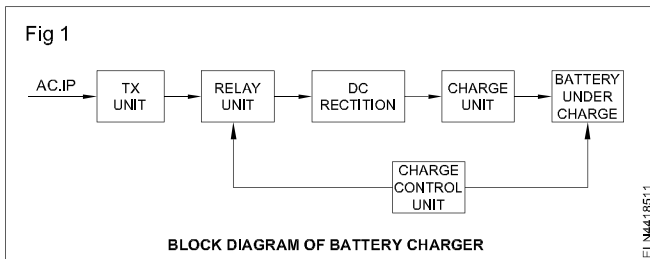 Fig 1
AC.IP
TX
UNIT
RELAY
UNIT
DC
RECTITION
CHARGE
UNIT
BATTERY
UNDER
CHARGE
CHARGE
CONTROL
UNIT
BLOCK DIAGRAM OF BATTERY CHARGER
ELN4418511